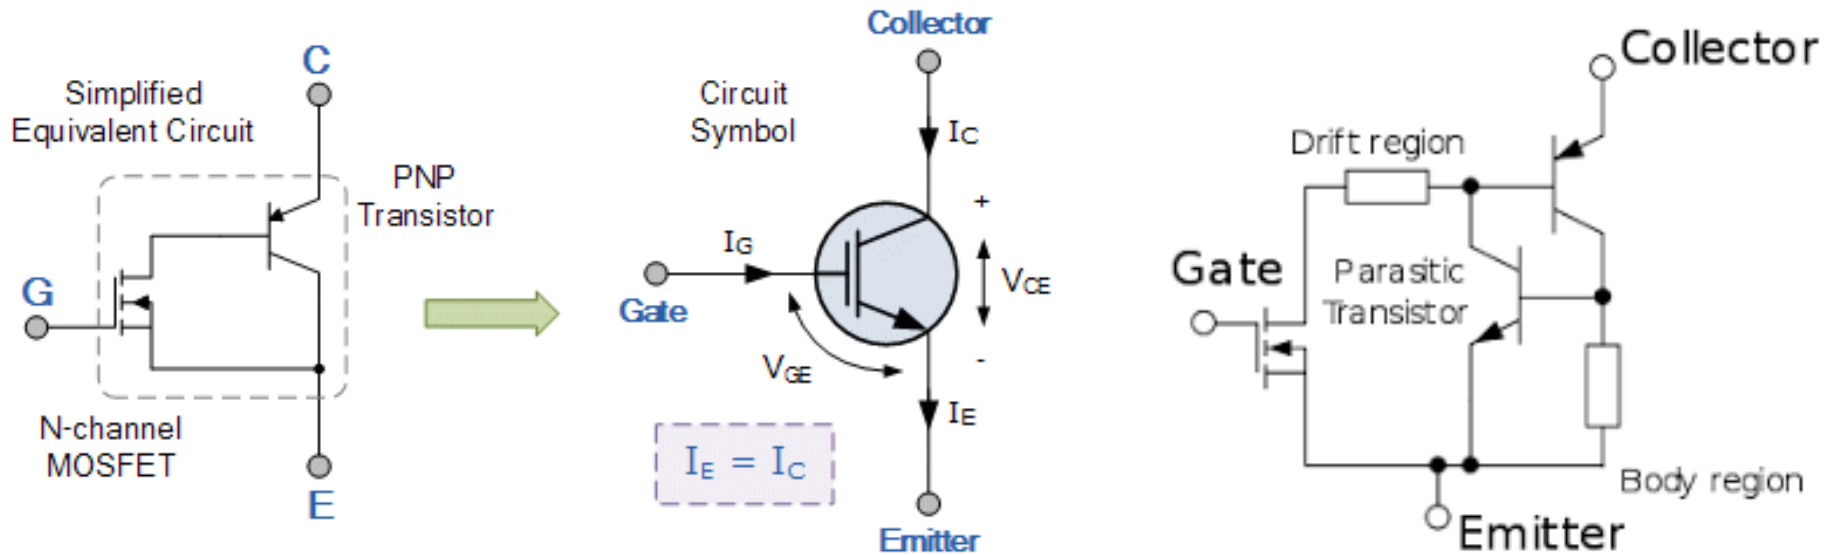 C
Simplified
Equivalent Circuit
PNP
Transistor
G
N-channel
MOSFET
E
Collector
Circuit
Symbol
IC
+
IG
VCE
Gate
VGE
-
IE
IE = IC
Emitter
Collector
Drift region
Gate
Parasitic
Transistor
Body region
Emitter